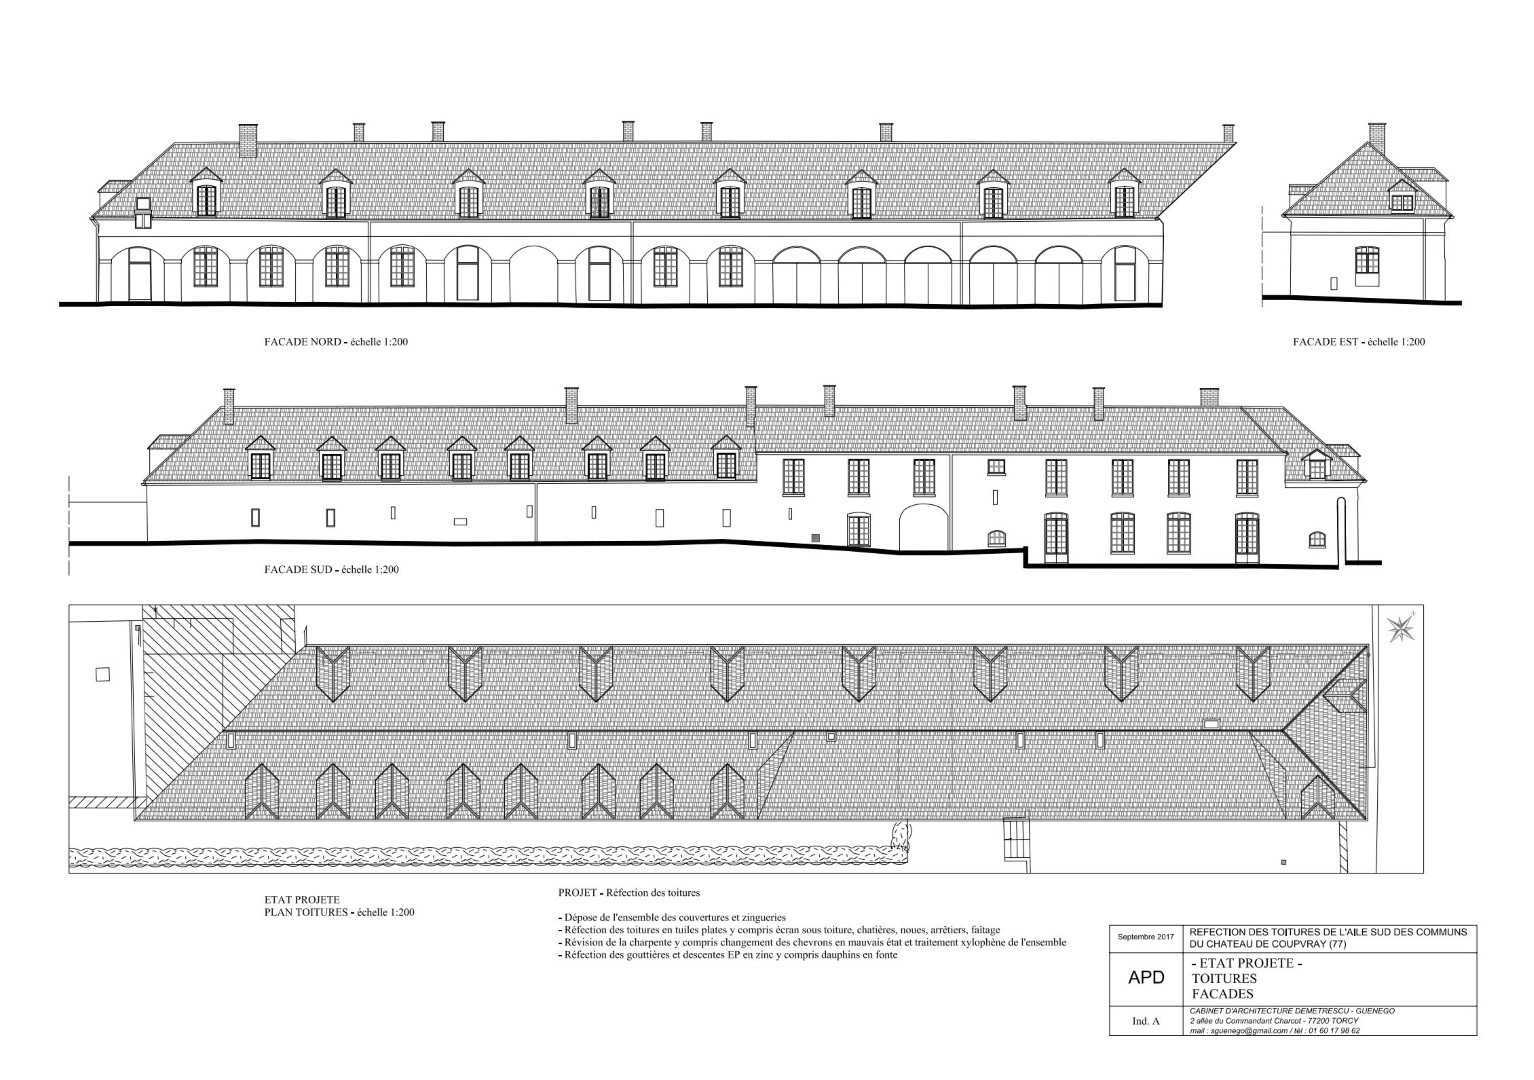 FACADE NORD - échelle 1:200
FACADE EST - échelle 1:200
FACADE SUD - échelle 1:200
ETAT PROJETE
PLAN TOITURES - échelle 1:200
PROJET - Réfection des toitures
- Dépose de l'ensemble des couvertures et zingueries
- Réfection des toitures en tuiles plates y compris écran sous toiture, chatières, noues, arrêtiers, faîtage
- Révision de la charpente y compris changement des chevrons en mauvais état et traitement xylophène de l'ensemble
- Réfection des gouttières et descentes EP en zinc y compris dauphins en fonte
Septembre 2017
REFECTION DES TOITURES DE L'AILE SUD DES COMMUNS
DU CHATEAU DE COUPVRAY (77)
APD
- ETAT PROJETE -
TOITURES
FACADES
Ind. A
CABINET D'ARCHITECTURE DEMETRESCU - GUENEGO
2 allée du Commandant Charcot - 77200 TORCY
mail : sguenego@gmail.com / tél : 01 60 17 98 62